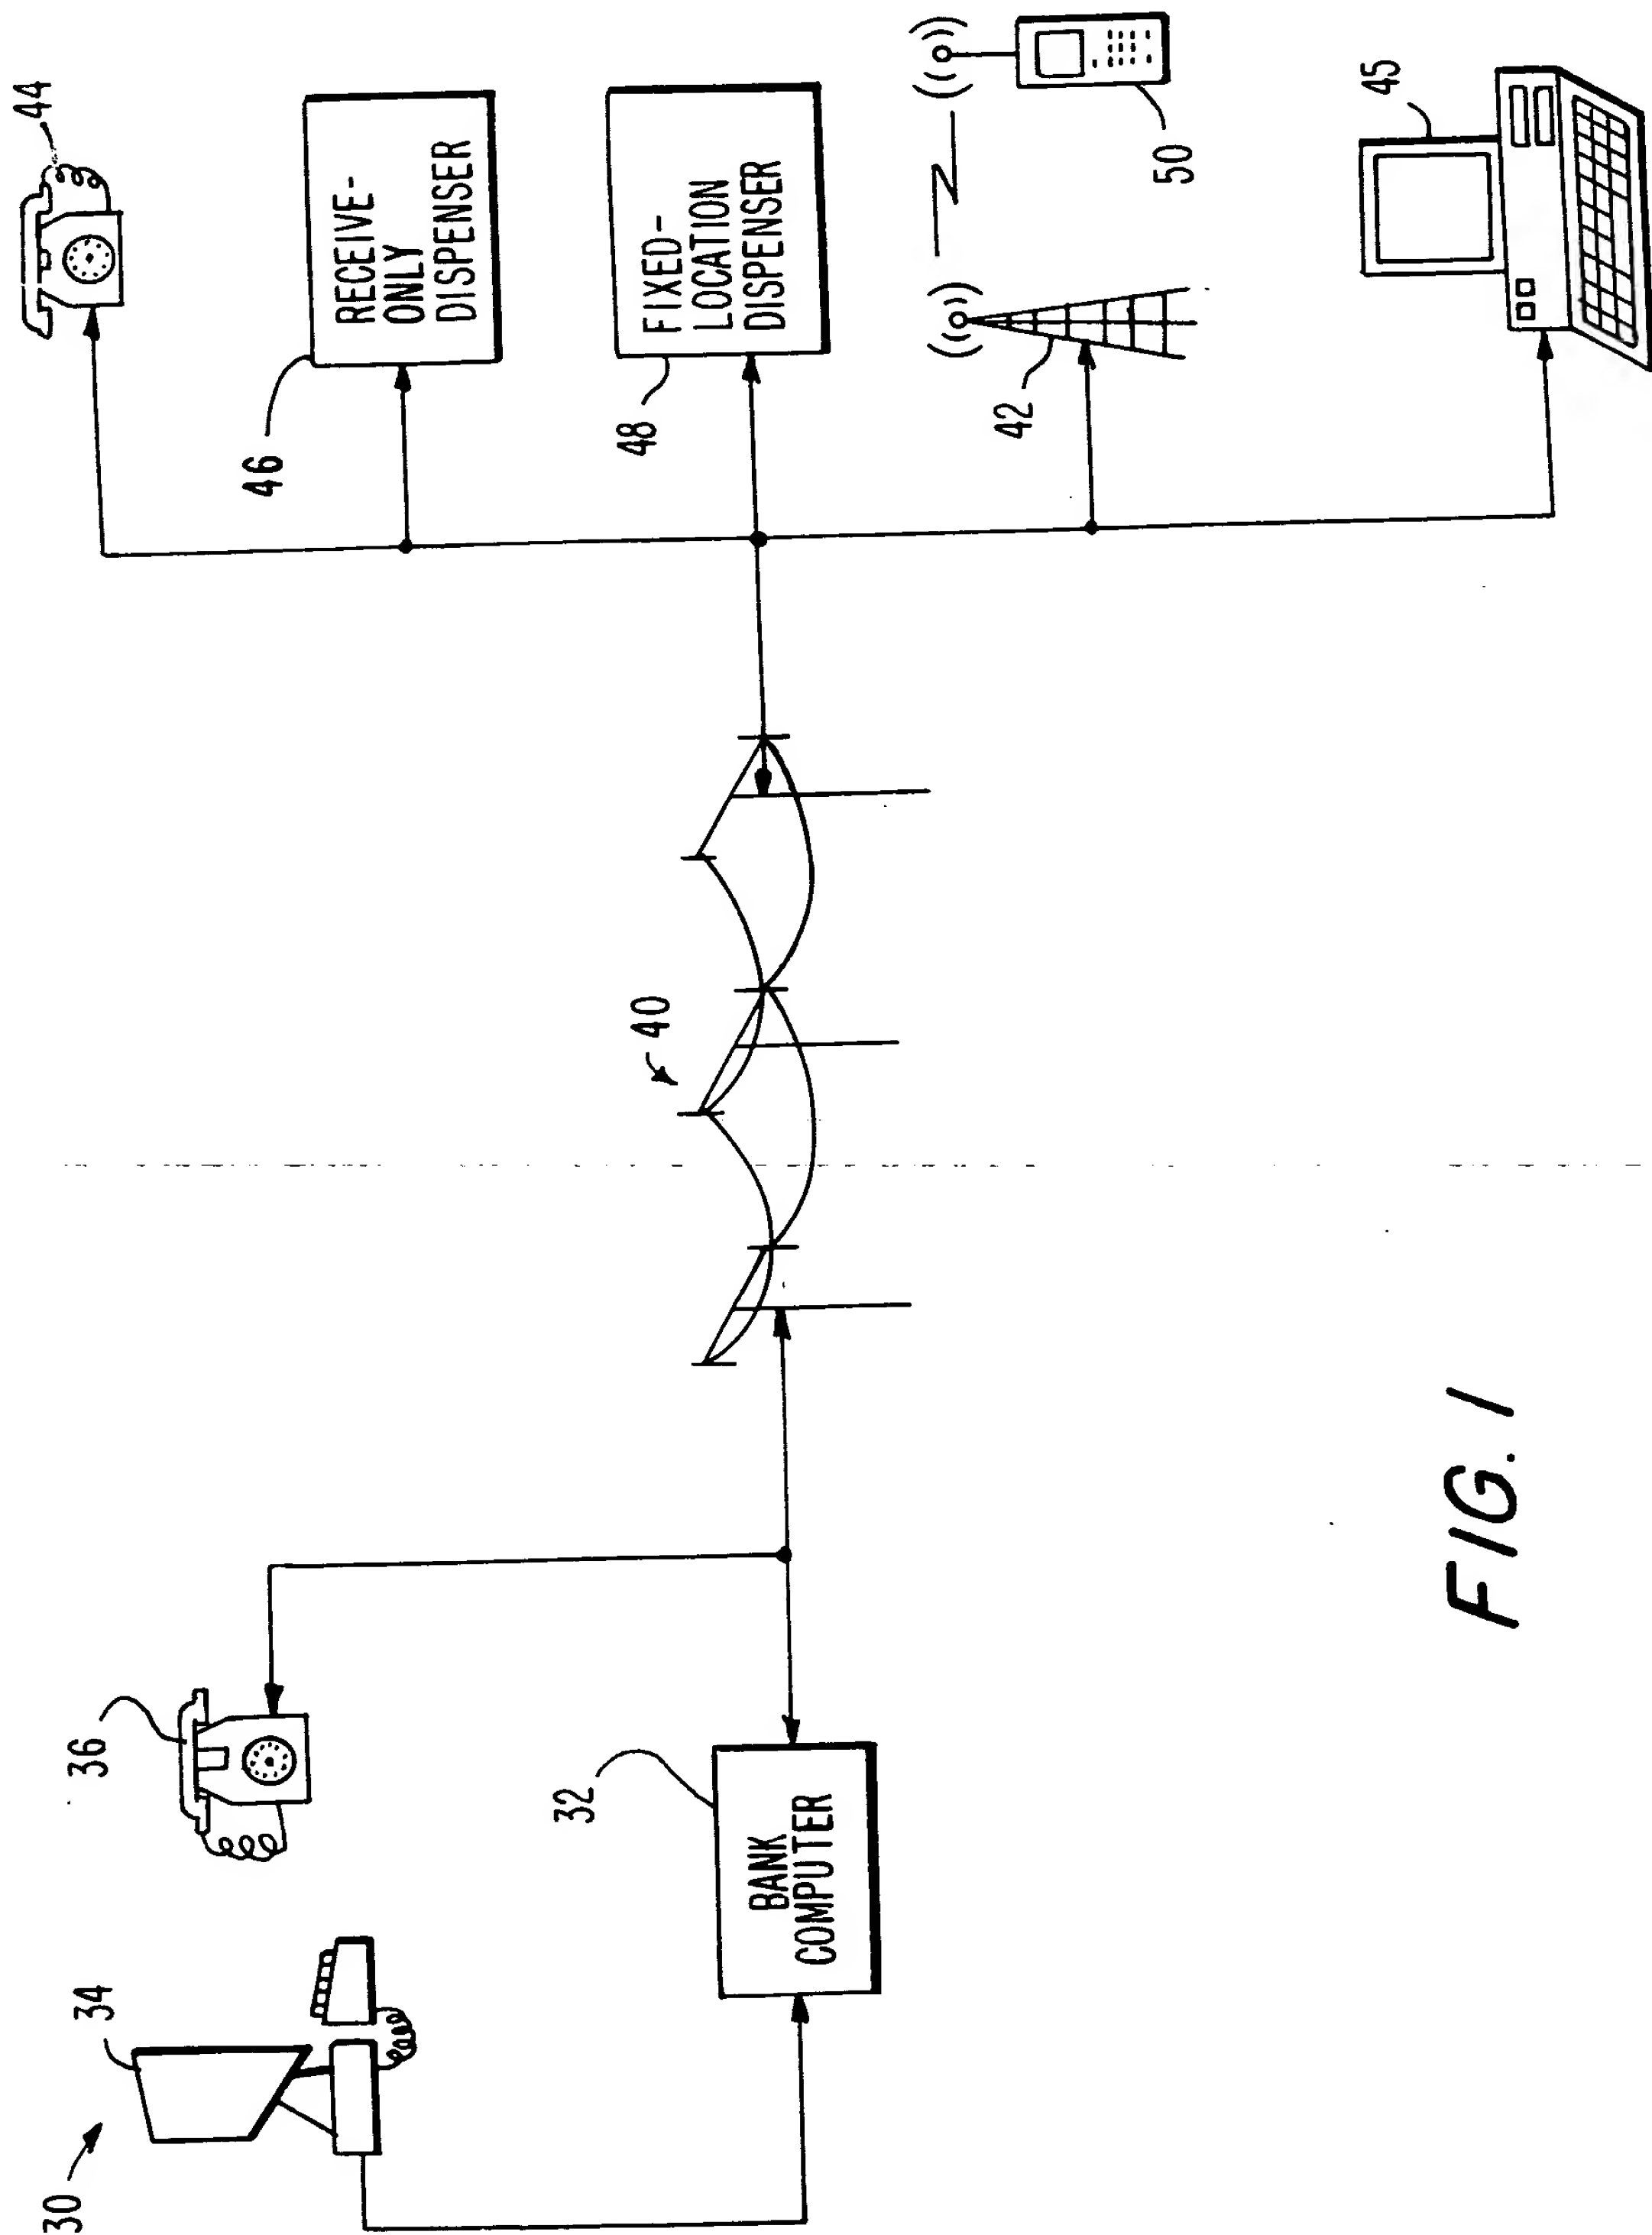 30
34
36
32
BANK
COMPUTER
40
44
46
RECEIVE-
ONLY
DISPENSER
48
FIXED-
LOCATION
DISPENSER
42
50
45
FIG. 1